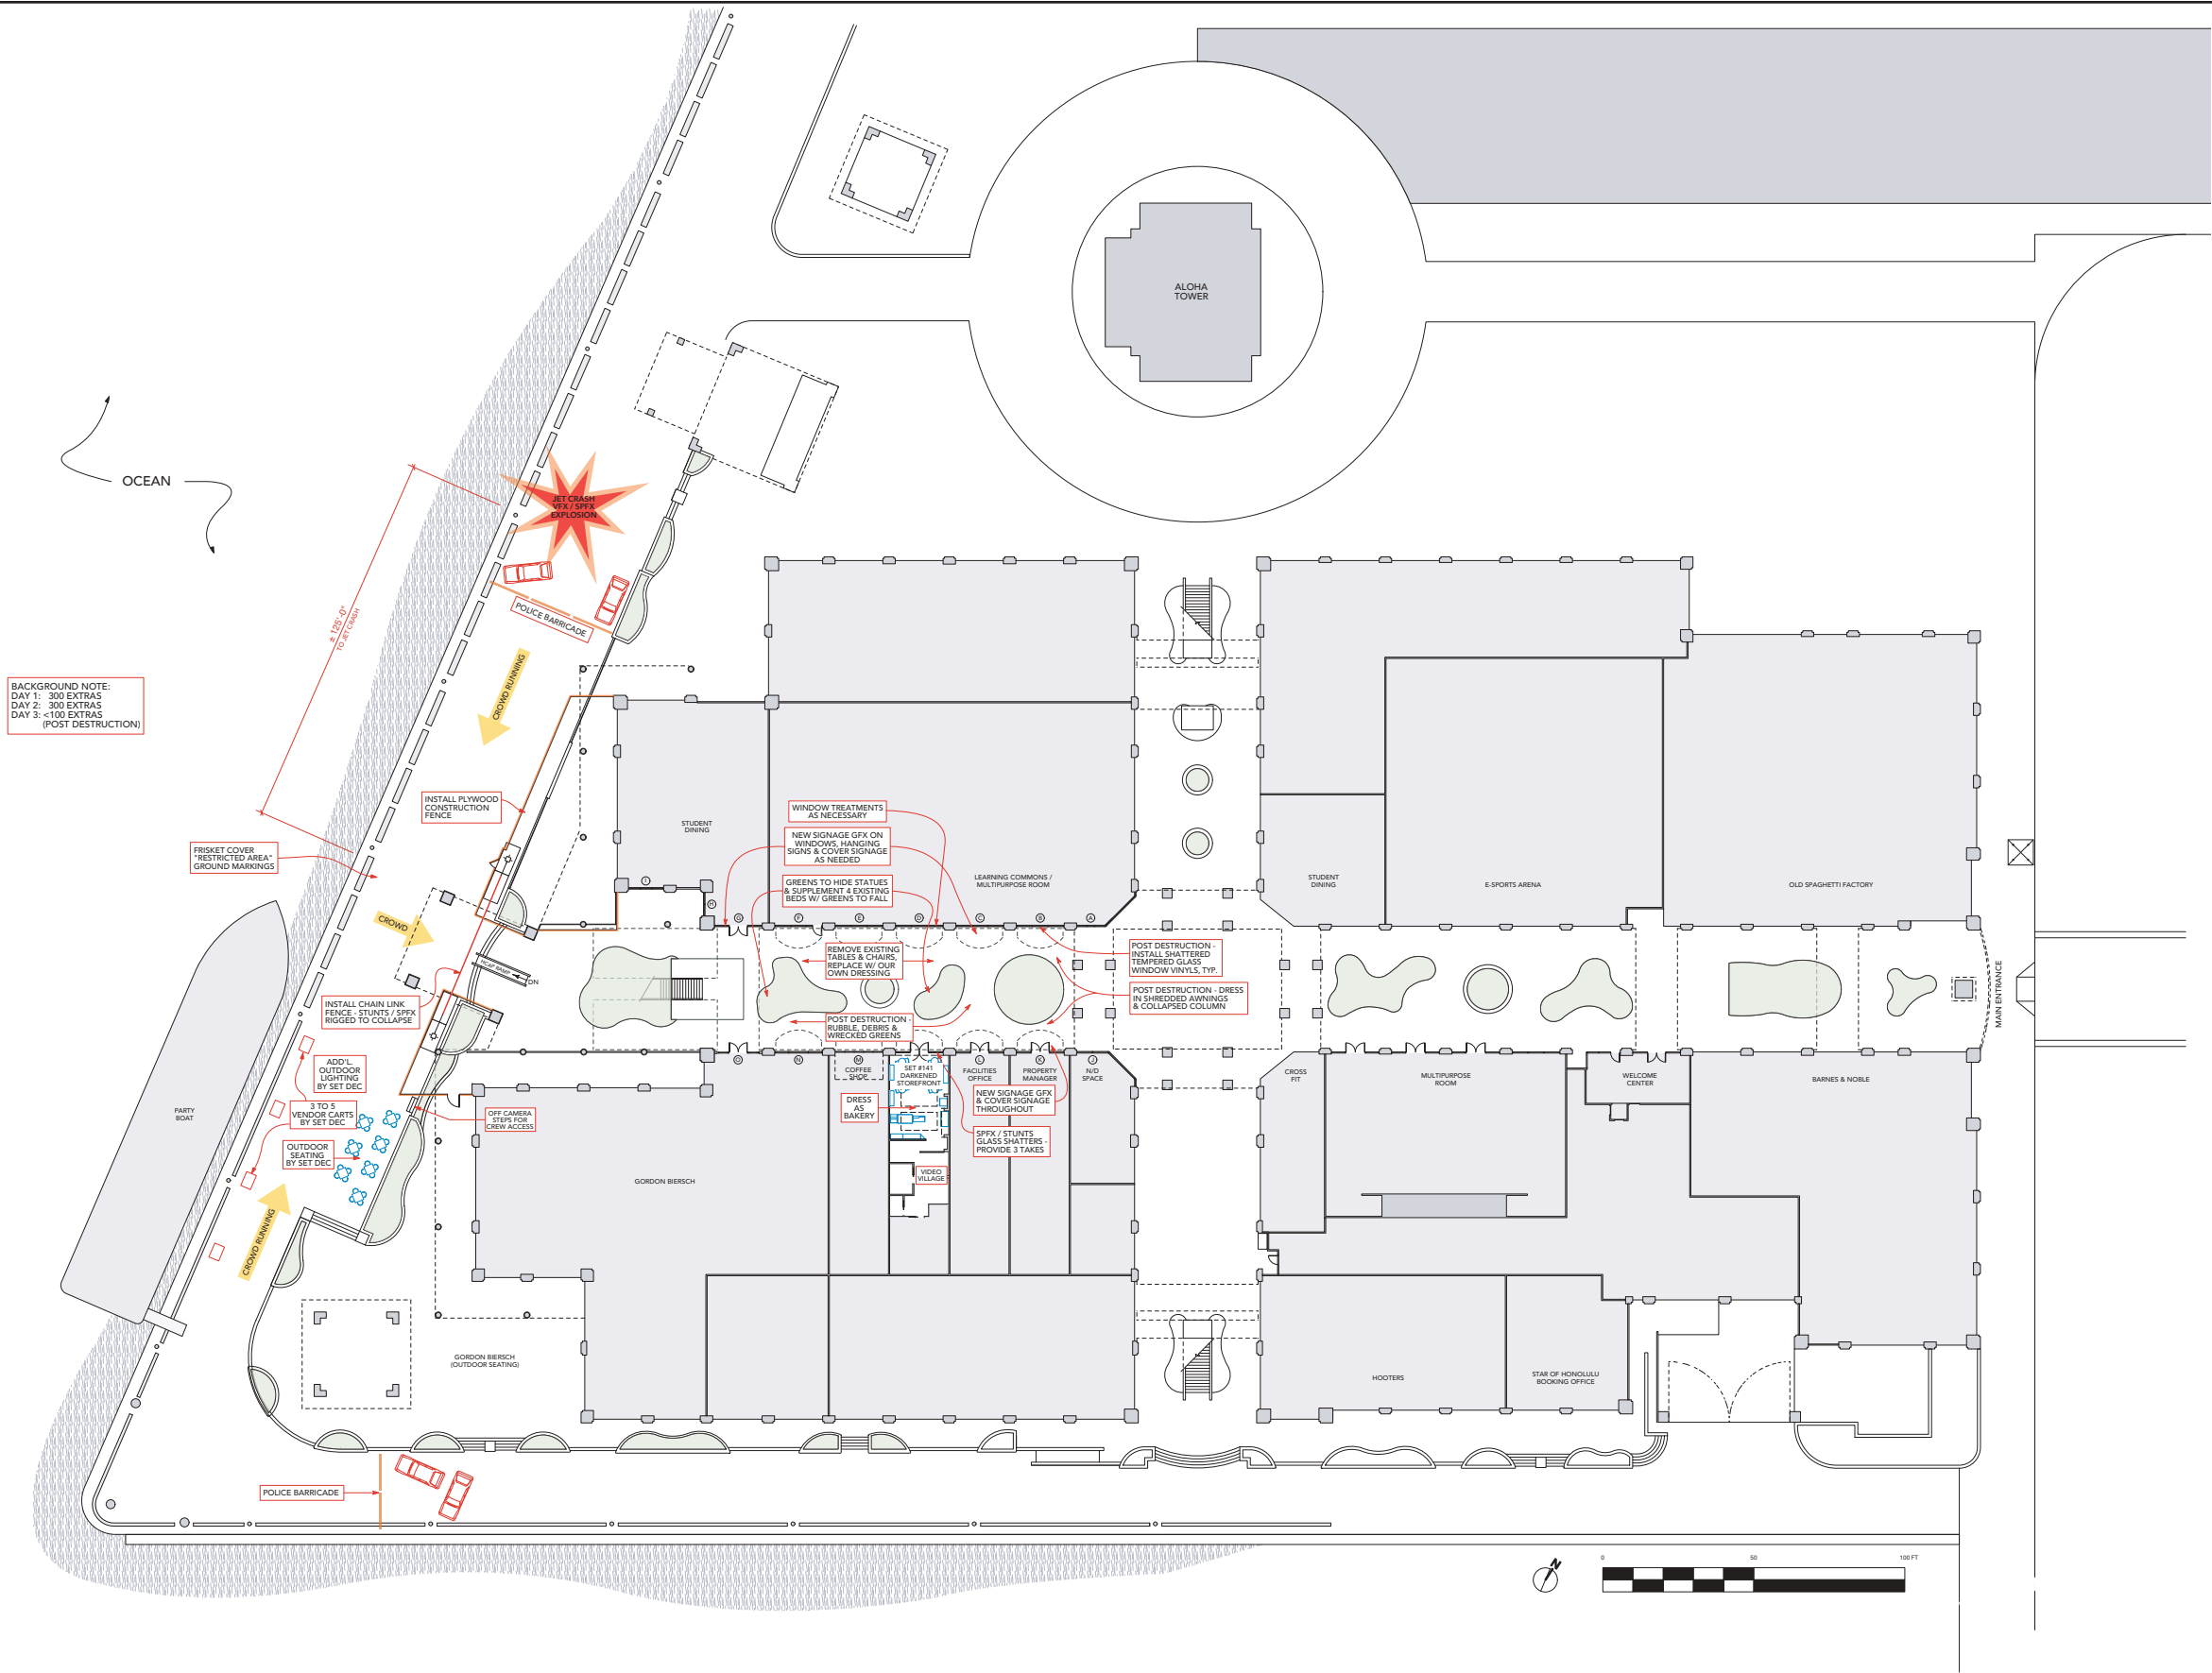 ALOHA
TOWER
OCEAN
JET CRASH
VFX / SPFX
EXPLOSION
POLICE BARRICADE
± 125'-0"
TO JET CRASH
CROWD RUNNING
BACKGROUND NOTE:
DAY 1: 300 EXTRAS
DAY 2: 300 EXTRAS
DAY 3: <100 EXTRAS
(POST DESTRUCTION)
INSTALL PLYWOOD
CONSTRUCTION
FENCE
FRISKET COVER
"RESTRICTED AREA"
GROUND MARKINGS
CROWD
HCAP RAMP
DN
INSTALL CHAIN LINK
FENCE - STUNTS / SPFX
RIGGED TO COLLAPSE
ADD'L
OUTDOOR
LIGHTING
BY SET DEC
3 TO 5
VENDOR CARTS
BY SET DEC
OUTDOOR
SEATING
BY SET DEC
OFF CAMERA
STEPS FOR
CREW ACCESS
PARTY
BOAT
CROWD RUNNING
STUDENT
DINING
WINDOW TREATMENTS
AS NECESSARY
NEW SIGNAGE GFX ON
WINDOWS, HANGING
SIGNS & COVER SIGNAGE
AS NEEDED
GREENS TO HIDE STATUES
& SUPPLEMENT 4 EXISTING
BEDS W/ GREENS TO FALL
LEARNING COMMONS /
MULTIPURPOSE ROOM
STUDENT
DINING
E-SPORTS ARENA
OLD SPAGHETTI FACTORY
I
H
G
F
E
D
C
B
A
REMOVE EXISTING
TABLES & CHAIRS,
REPLACE W/ OUR
OWN DRESSING
POST DESTRUCTION -
INSTALL SHATTERED
TEMPERED GLASS
WINDOW VINYLS, TYP.
POST DESTRUCTION - DRESS
IN SHREDDED AWNINGS
& COLLAPSED COLUMN
POST DESTRUCTION -
RUBBLE, DEBRIS &
WRECKED GREENS
MAIN ENTRANCE
O
N
M
L
K
J
COFFEE
SHOP
SET #141
DARKENED
STOREFRONT
FACILITIES
OFFICE
PROPERTY
MANAGER
N/D
SPACE
CROSS
FIT
MULTIPURPOSE
ROOM
WELCOME
CENTER
BARNES & NOBLE
DRESS
AS
BAKERY
NEW SIGNAGE GFX
& COVER SIGNAGE
THROUGHOUT
SPFX / STUNTS
GLASS SHATTERS -
PROVIDE 3 TAKES
VIDEO
VILLAGE
GORDON BIERSCH
GORDON BIERSCH
(OUTDOOR SEATING)
HOOTERS
STAR OF HONOLULU
BOOKING OFFICE
POLICE BARRICADE
N
0 50 100 FT